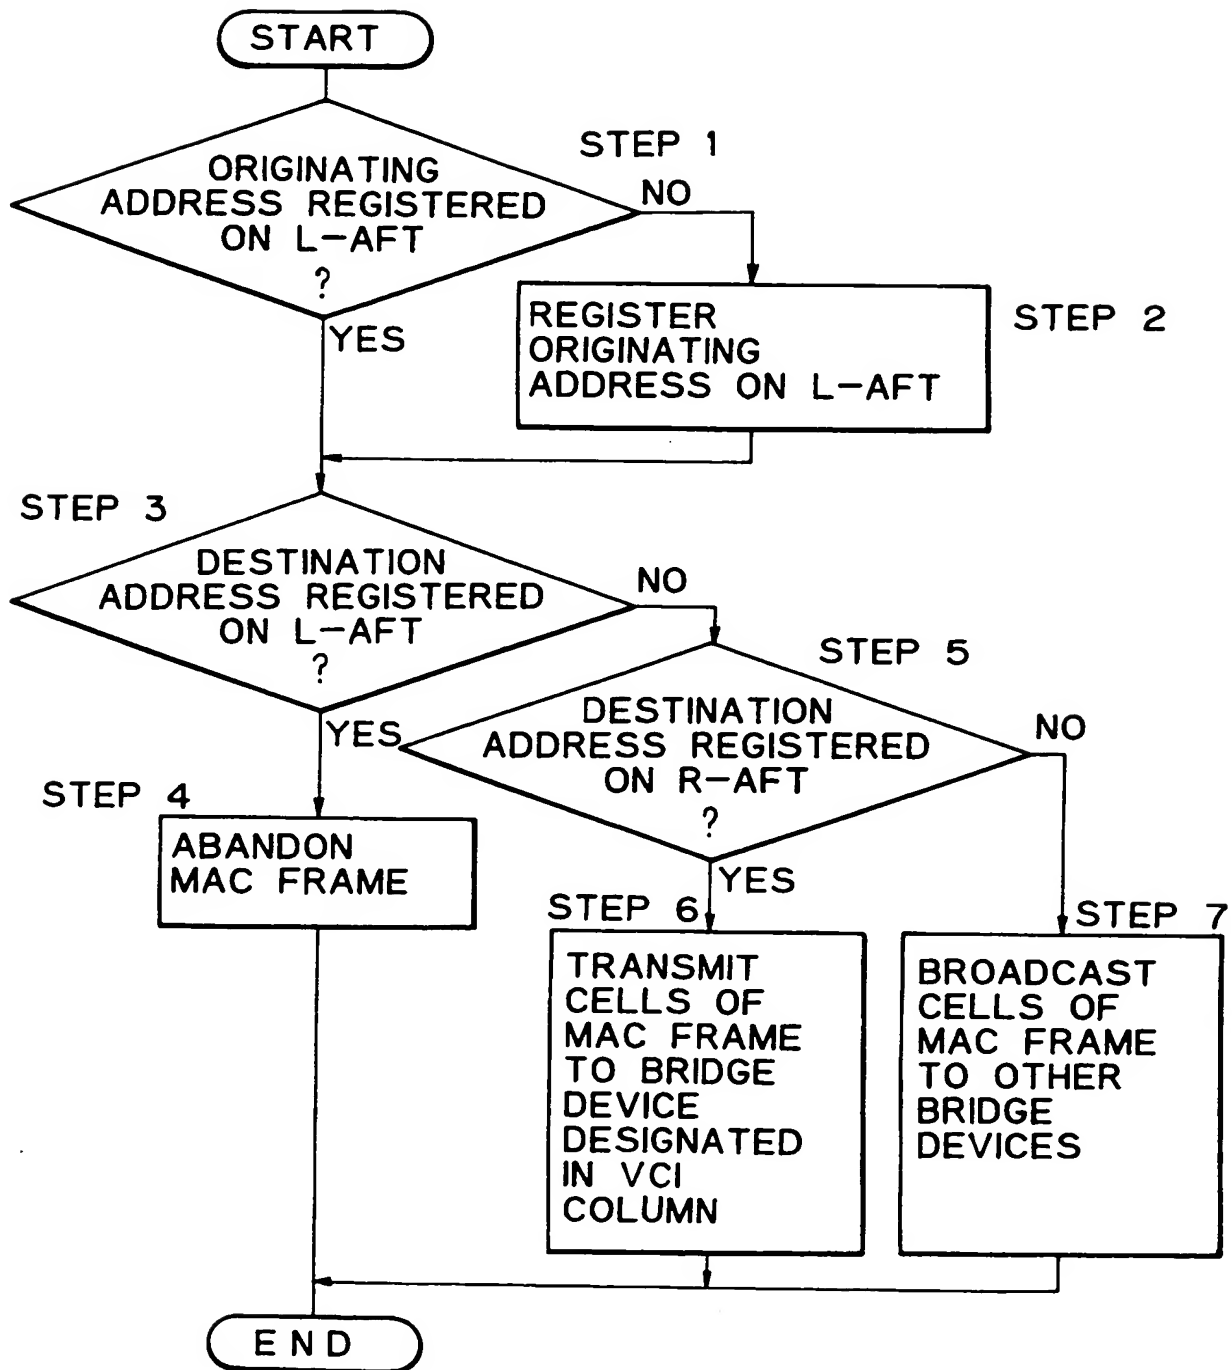 START
STEP 1
ORIGINATING
ADDRESS REGISTERED
ON L-AFT
?
NO
YES
REGISTER
ORIGINATING
ADDRESS ON L-AFT
STEP 2
STEP 3
DESTINATION
ADDRESS REGISTERED
ON L-AFT
?
NO
YES
STEP 5
DESTINATION
ADDRESS REGISTERED
ON R-AFT
?
NO
YES
STEP 4
ABANDON
MAC FRAME
STEP 6
TRANSMIT
CELLS OF
MAC FRAME
TO BRIDGE
DEVICE
DESIGNATED
IN VCI
COLUMN
STEP 7
BROADCAST
CELLS OF
MAC FRAME
TO OTHER
BRIDGE
DEVICES
END